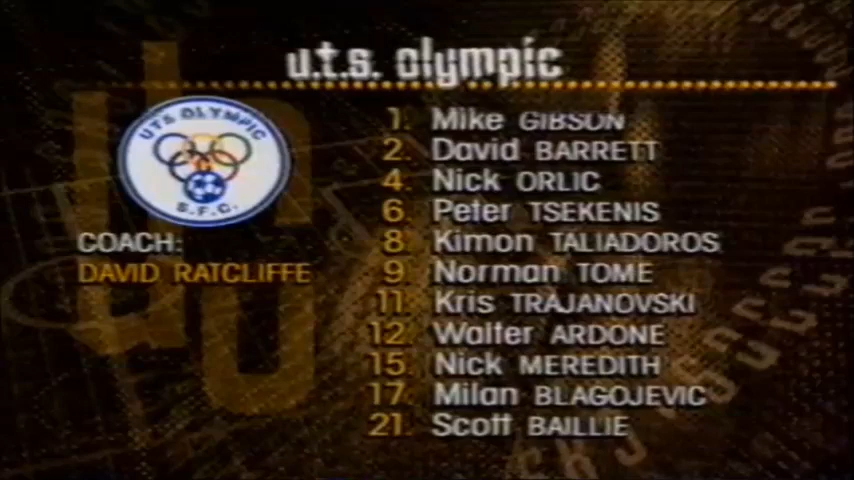 u.t.s. olympic
UTS OLYMPIC
S.F.C.
COACH:
DAVID RATCLIFFE
1. Mike GIBSON
2. David BARRETT
4. Nick ORLIC
6. Peter TSEKENIS
8. Kimon TALIADOROS
9. Norman TOME
11. Kris TRAJANOVSKI
12. Walter ARDONE
15. Nick MEREDITH
17. Milan BLAGOJEVIC
21. Scott BAILLIE